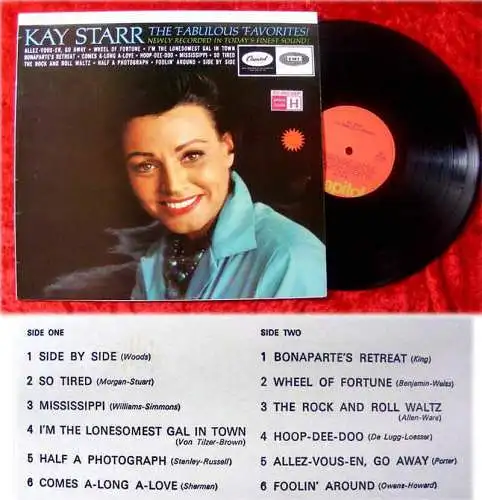 KAY STARR THE FABULOUS FAVORITES!
NEWLY RECORDED IN TODAY'S FINEST SOUND!
ALLEZ-VOUS-EN, GO AWAY • WHEEL OF FORTUNE • I'M THE LONESOMEST GAL IN TOWN
BONAPARTE'S RETREAT • COMES A-LONG A-LOVE • HOOP-DEE-DOO • MISSISSIPPI • SO TIRED
THE ROCK AND ROLL WALTZ • HALF A PHOTOGRAPH • FOOLIN' AROUND • SIDE BY SIDE
Capitol
EMI
H
Capitol
SIDE ONE
1 SIDE BY SIDE (Woods)
2 SO TIRED (Morgan-Stuart)
3 MISSISSIPPI (Williams-Simmons)
4 I'M THE LONESOMEST GAL IN TOWN
(Von Tilzer-Brown)
5 HALF A PHOTOGRAPH (Stanley-Russell)
6 COMES A-LONG A-LOVE (Sherman)
SIDE TWO
1 BONAPARTE'S RETREAT (King)
2 WHEEL OF FORTUNE (Benjamin-Weiss)
3 THE ROCK AND ROLL WALTZ
(Allen-Ware)
4 HOOP-DEE-DOO (De Lugg-Loesser)
5 ALLEZ-VOUS-EN, GO AWAY (Porter)
6 FOOLIN' AROUND (Owens-Howard)